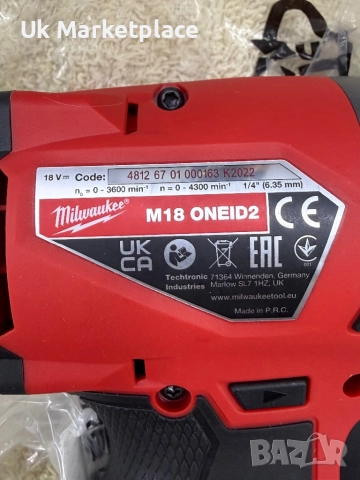 Uk Marketplace
18 V Code: 4812 67 01 000163 K2022
n₀ = 0 - 3600 min⁻¹ n = 0 - 4300 min⁻¹ 1/4" (6.35 mm)
Milwaukee®
M18 ONEID2
CE
UK
CA
EAC
Techtronic
Industries
71364 Winnenden, Germany
Marlow SL7 1HZ, UK
www.milwaukeetool.eu
Made in P.R.C.
BAZAR
bg